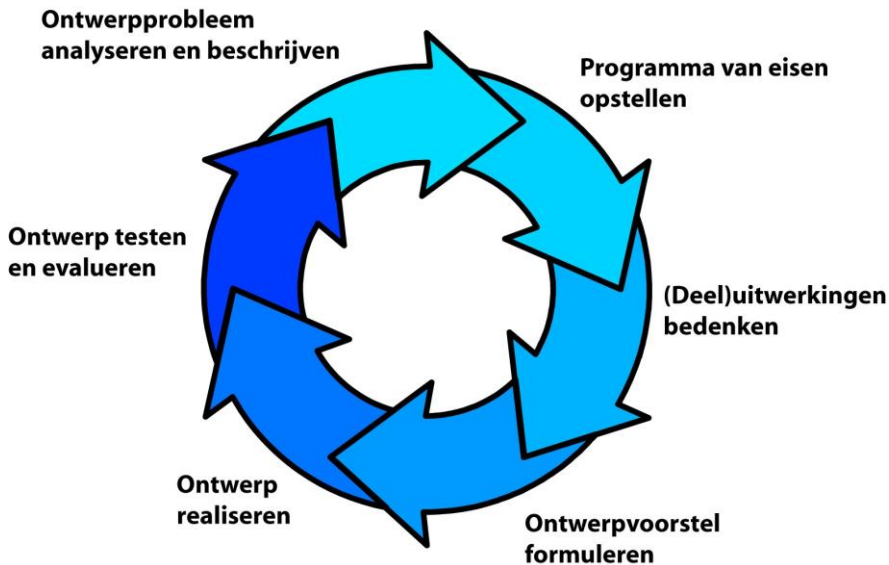 Ontwerpprobleem
analyseren en beschrijven
Programma van eisen
opstellen
(Deel)uitwerkingen
bedenken
Ontwerpvoorstel
formuleren
Ontwerp
realiseren
Ontwerp testen
en evalueren